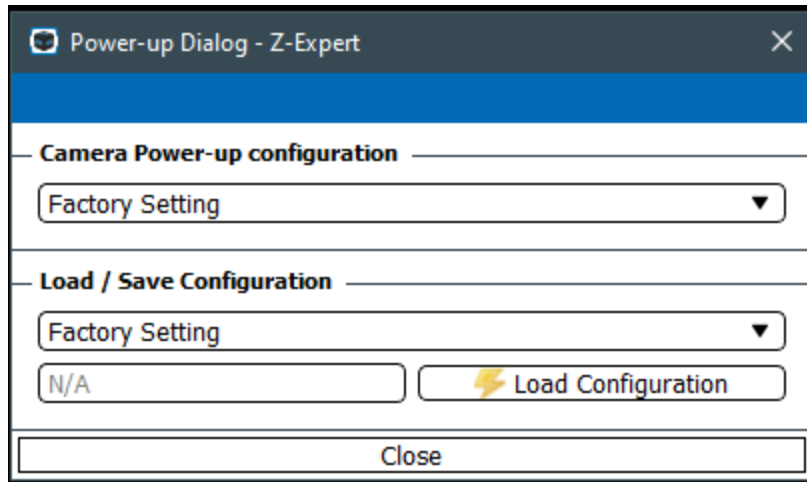 Power-up Dialog - Z-Expert
Camera Power-up configuration
Factory Setting
Load / Save Configuration
Factory Setting
N/A
Load Configuration
Close